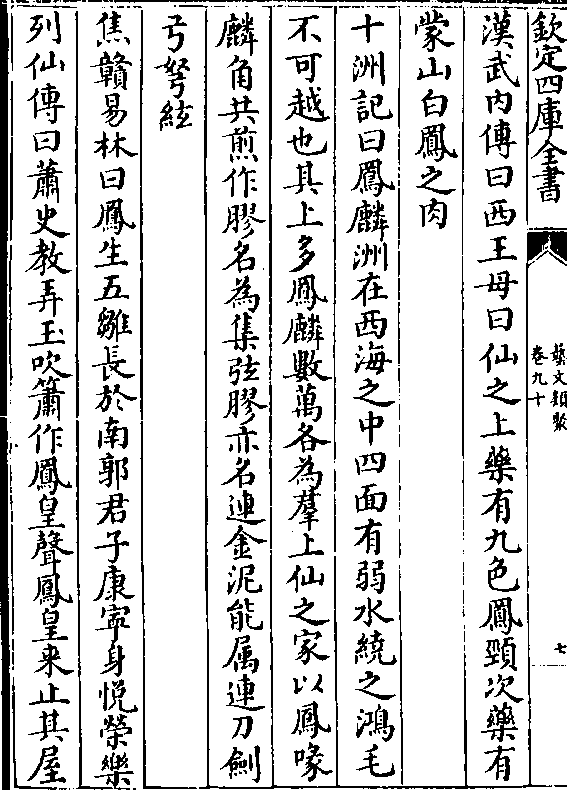 欽定四庫全書
藝文類聚
卷九十
七
漢武內傳曰西王母曰仙之上藥有九色鳳頸次藥有
蒙山白鳳之肉
十洲記曰鳳麟洲在西海之中四面有弱水繞之鴻毛
不可越也其上多鳳麟數萬各為羣上仙之家以鳳喙
麟角共煎作膠名為集弦膠亦名連金泥能属連刀劒
弓弩絃
焦贛易林曰鳳生五雛長於南郭君子康寧身悅榮樂
列仙傳曰蕭史教弄玉吹簫作鳳皇聲鳳皇来止其屋